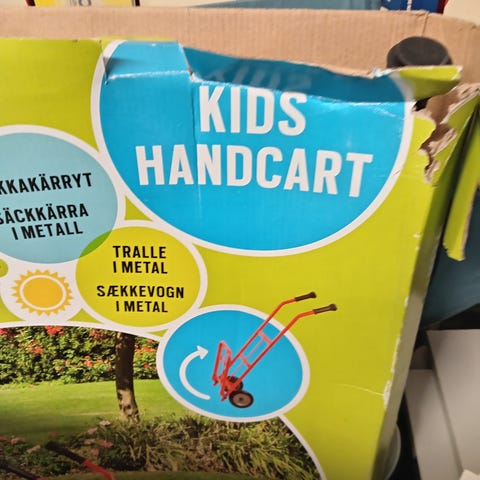 KIDS
HANDCART
KKAKÄRRYT
SÄCKKÄRRA
I METALL
TRALLE
I METAL
SÆKKEVOGN
I METAL